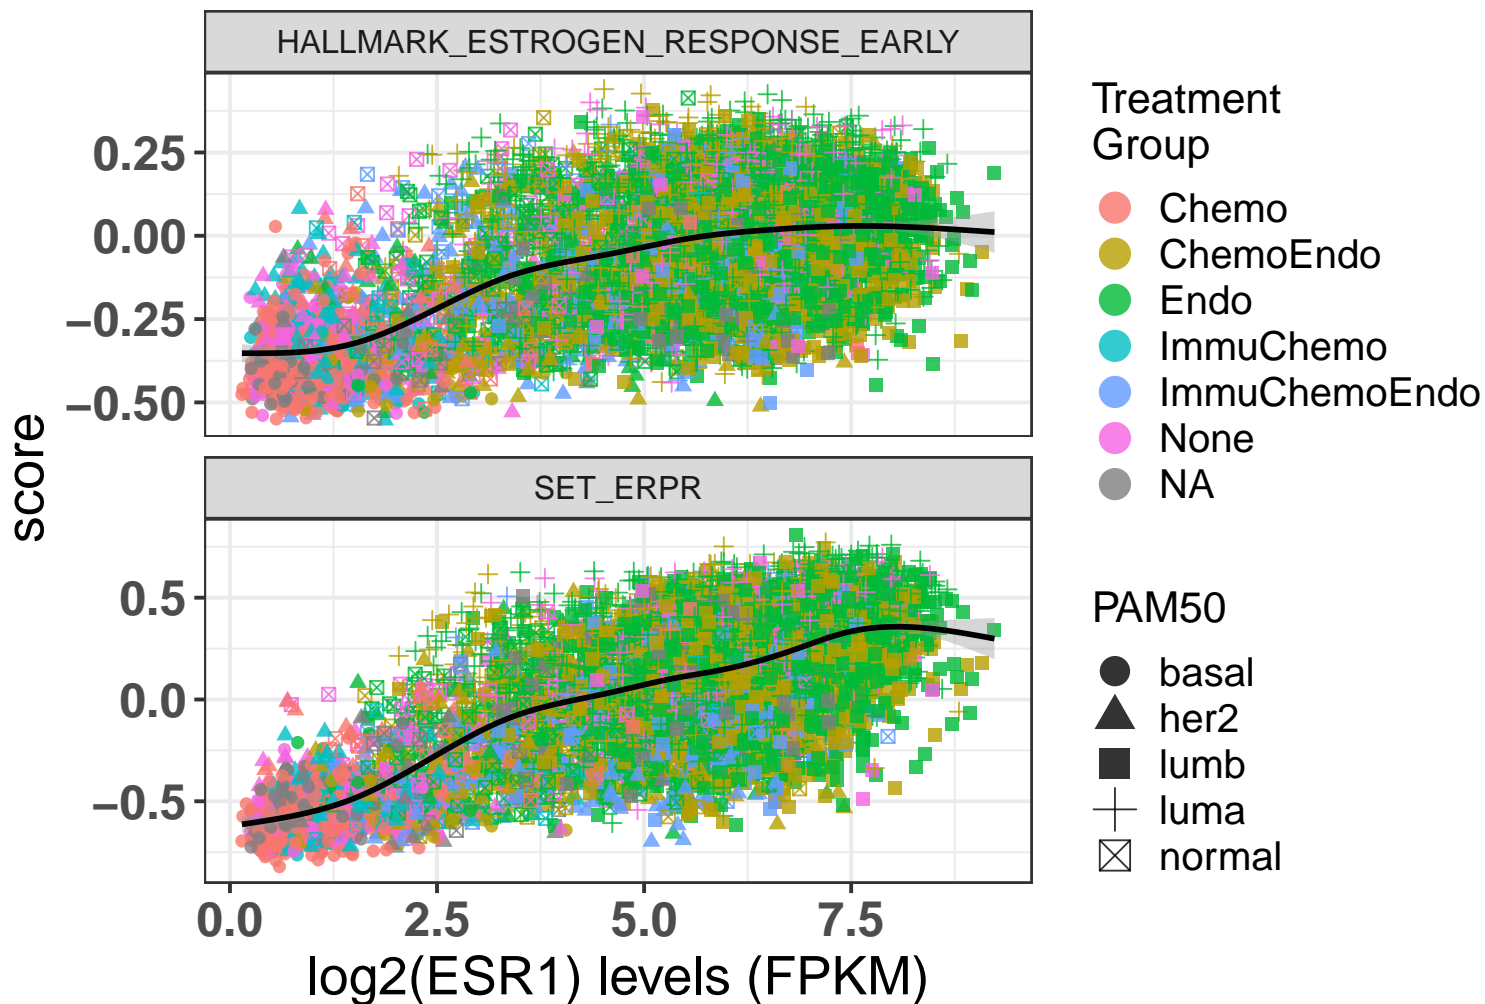 HALLMARK_ESTROGEN_RESPONSE_EARLY
0.25
0.00
−0.25
−0.50
SET_ERPR
0.5
0.0
−0.5
0.0 2.5 5.0 7.5
log2(ESR1) levels (FPKM)
score
Treatment
Group
Chemo
ChemoEndo
Endo
ImmuChemo
ImmuChemoEndo
None
NA
PAM50
basal
her2
lumb
luma
normal